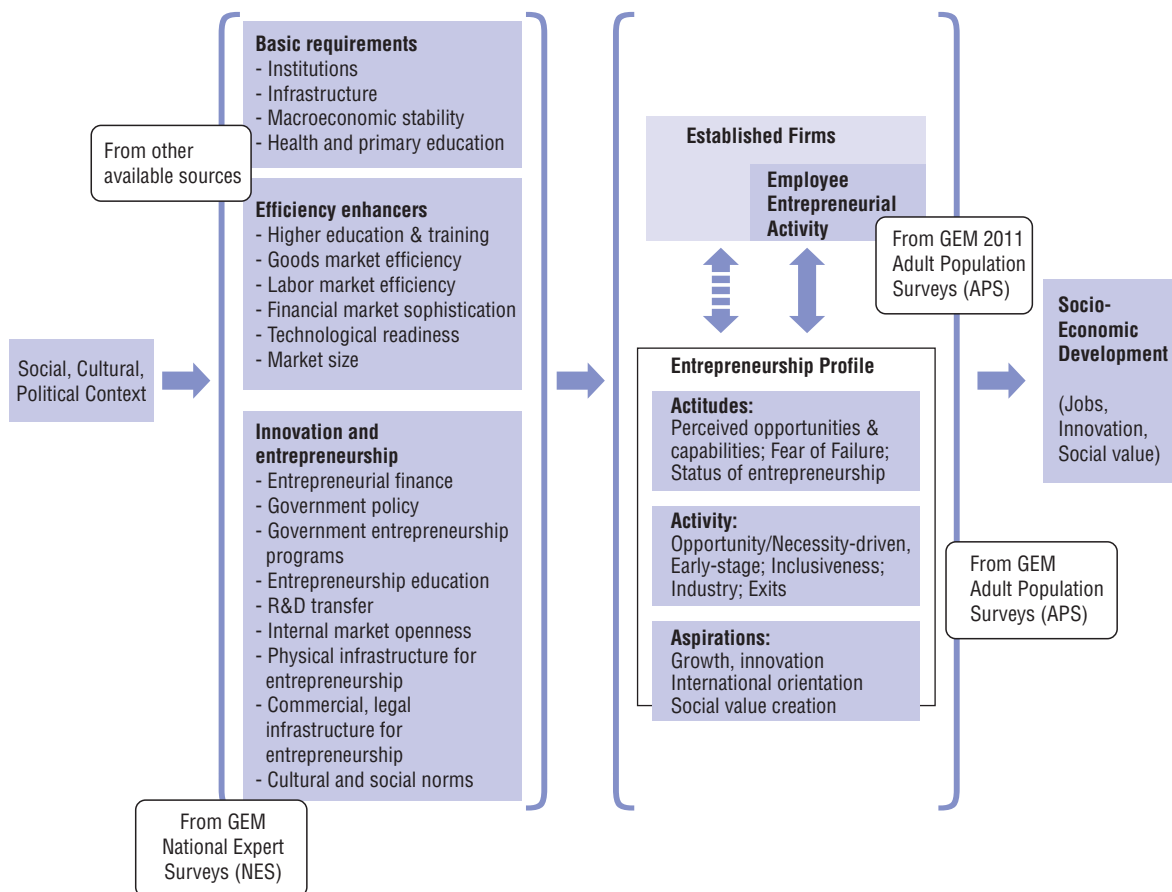 Social, Cultural,
Political Context
Basic requirements
- Institutions
- Infrastructure
- Macroeconomic stability
- Health and primary education
From other
available sources
Efficiency enhancers
- Higher education & training
- Goods market efficiency
- Labor market efficiency
- Financial market sophistication
- Technological readiness
- Market size
Innovation and
entrepreneurship
- Entrepreneurial finance
- Government policy
- Government entrepreneurship
programs
- Entrepreneurship education
- R&D transfer
- Internal market openness
- Physical infrastructure for
entrepreneurship
- Commercial, legal
infrastructure for
entrepreneurship
- Cultural and social norms
From GEM
National Expert
Surveys (NES)
Established Firms
Employee
Entrepreneurial
Activity
From GEM 2011
Adult Population
Surveys (APS)
Entrepreneurship Profile
Actitudes:
Perceived opportunities &
capabilities; Fear of Failure;
Status of entrepreneurship
Activity:
Opportunity/Necessity-driven,
Early-stage; Inclusiveness;
Industry; Exits
Aspirations:
Growth, innovation
International orientation
Social value creation
From GEM
Adult Population
Surveys (APS)
Socio-
Economic
Development
(Jobs,
Innovation,
Social value)